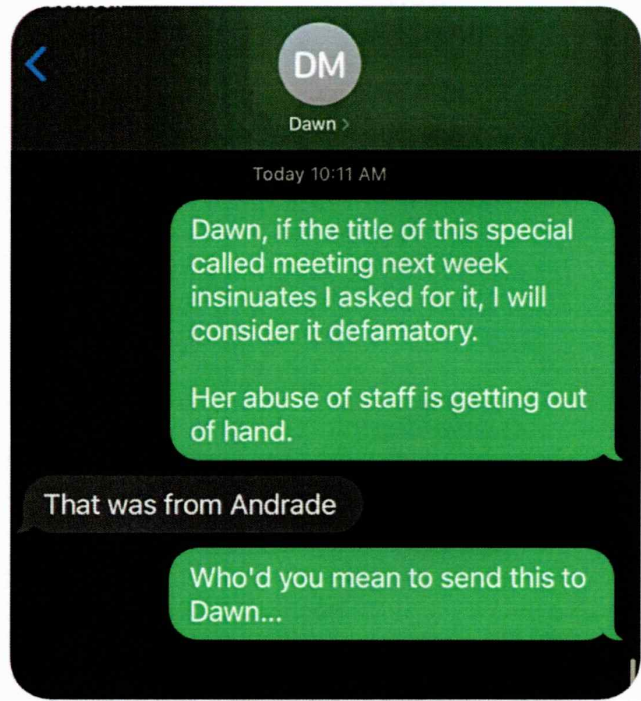 DM
Dawn >
Today 10:11 AM
Dawn, if the title of this special
called meeting next week
insinuates I asked for it, I will
consider it defamatory.
Her abuse of staff is getting out
of hand.
That was from Andrade
Who'd you mean to send this to
Dawn...